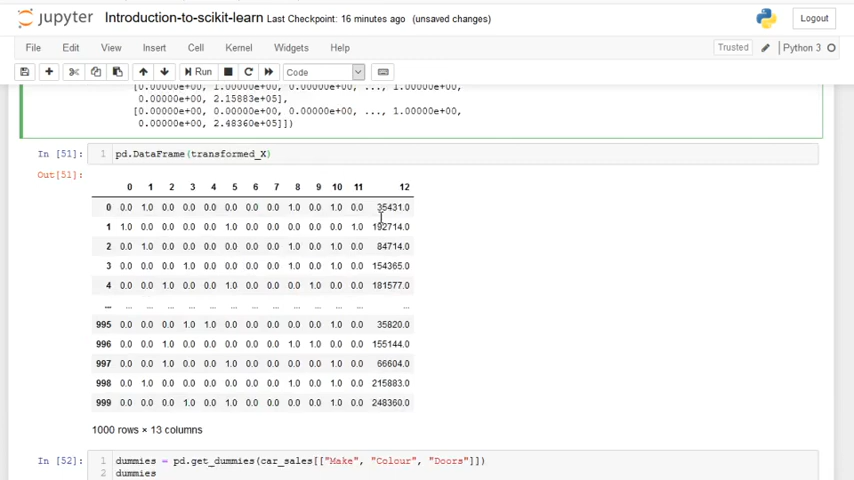 jupyter Introduction-to-scikit-learn Last Checkpoint: 16 minutes ago (unsaved changes) Logout
File Edit View Insert Cell Kernel Widgets Help Trusted Python 3
Run Code
[0.00000e+00, 1.00000e+00, 0.00000e+00, ..., 1.00000e+00,
0.00000e+00, 2.15883e+05],
[0.00000e+00, 0.00000e+00, 0.00000e+00, ..., 1.00000e+00,
0.00000e+00, 2.48360e+05]])
In [51]: 1 pd.DataFrame(transformed_X)
Out[51]:
0 1 2 3 4 5 6 7 8 9 10 11 12
0 0.0 1.0 0.0 0.0 0.0 0.0 0.0 0.0 1.0 0.0 1.0 0.0 35431.0
1 1.0 0.0 0.0 0.0 0.0 1.0 0.0 0.0 0.0 0.0 0.0 1.0 192714.0
2 0.0 1.0 0.0 0.0 0.0 0.0 0.0 0.0 1.0 0.0 1.0 0.0 84714.0
3 0.0 0.0 0.0 1.0 0.0 0.0 0.0 0.0 1.0 0.0 1.0 0.0 154365.0
4 0.0 0.0 1.0 0.0 0.0 1.0 0.0 0.0 0.0 1.0 0.0 0.0 181577.0
... ... ... ... ... ... ... ... ... ... ... ... ... ...
995 0.0 0.0 0.0 1.0 1.0 0.0 0.0 0.0 0.0 0.0 1.0 0.0 35820.0
996 0.0 0.0 1.0 0.0 0.0 0.0 0.0 0.0 1.0 1.0 0.0 0.0 155144.0
997 0.0 0.0 1.0 0.0 0.0 1.0 0.0 0.0 0.0 0.0 1.0 0.0 66604.0
998 0.0 1.0 0.0 0.0 0.0 0.0 0.0 0.0 1.0 0.0 1.0 0.0 215883.0
999 0.0 0.0 0.0 1.0 0.0 1.0 0.0 0.0 0.0 0.0 1.0 0.0 248360.0
1000 rows × 13 columns
In [52]: 1 dummies = pd.get_dummies(car_sales[["Make", "Colour", "Doors"]])
2 dummies